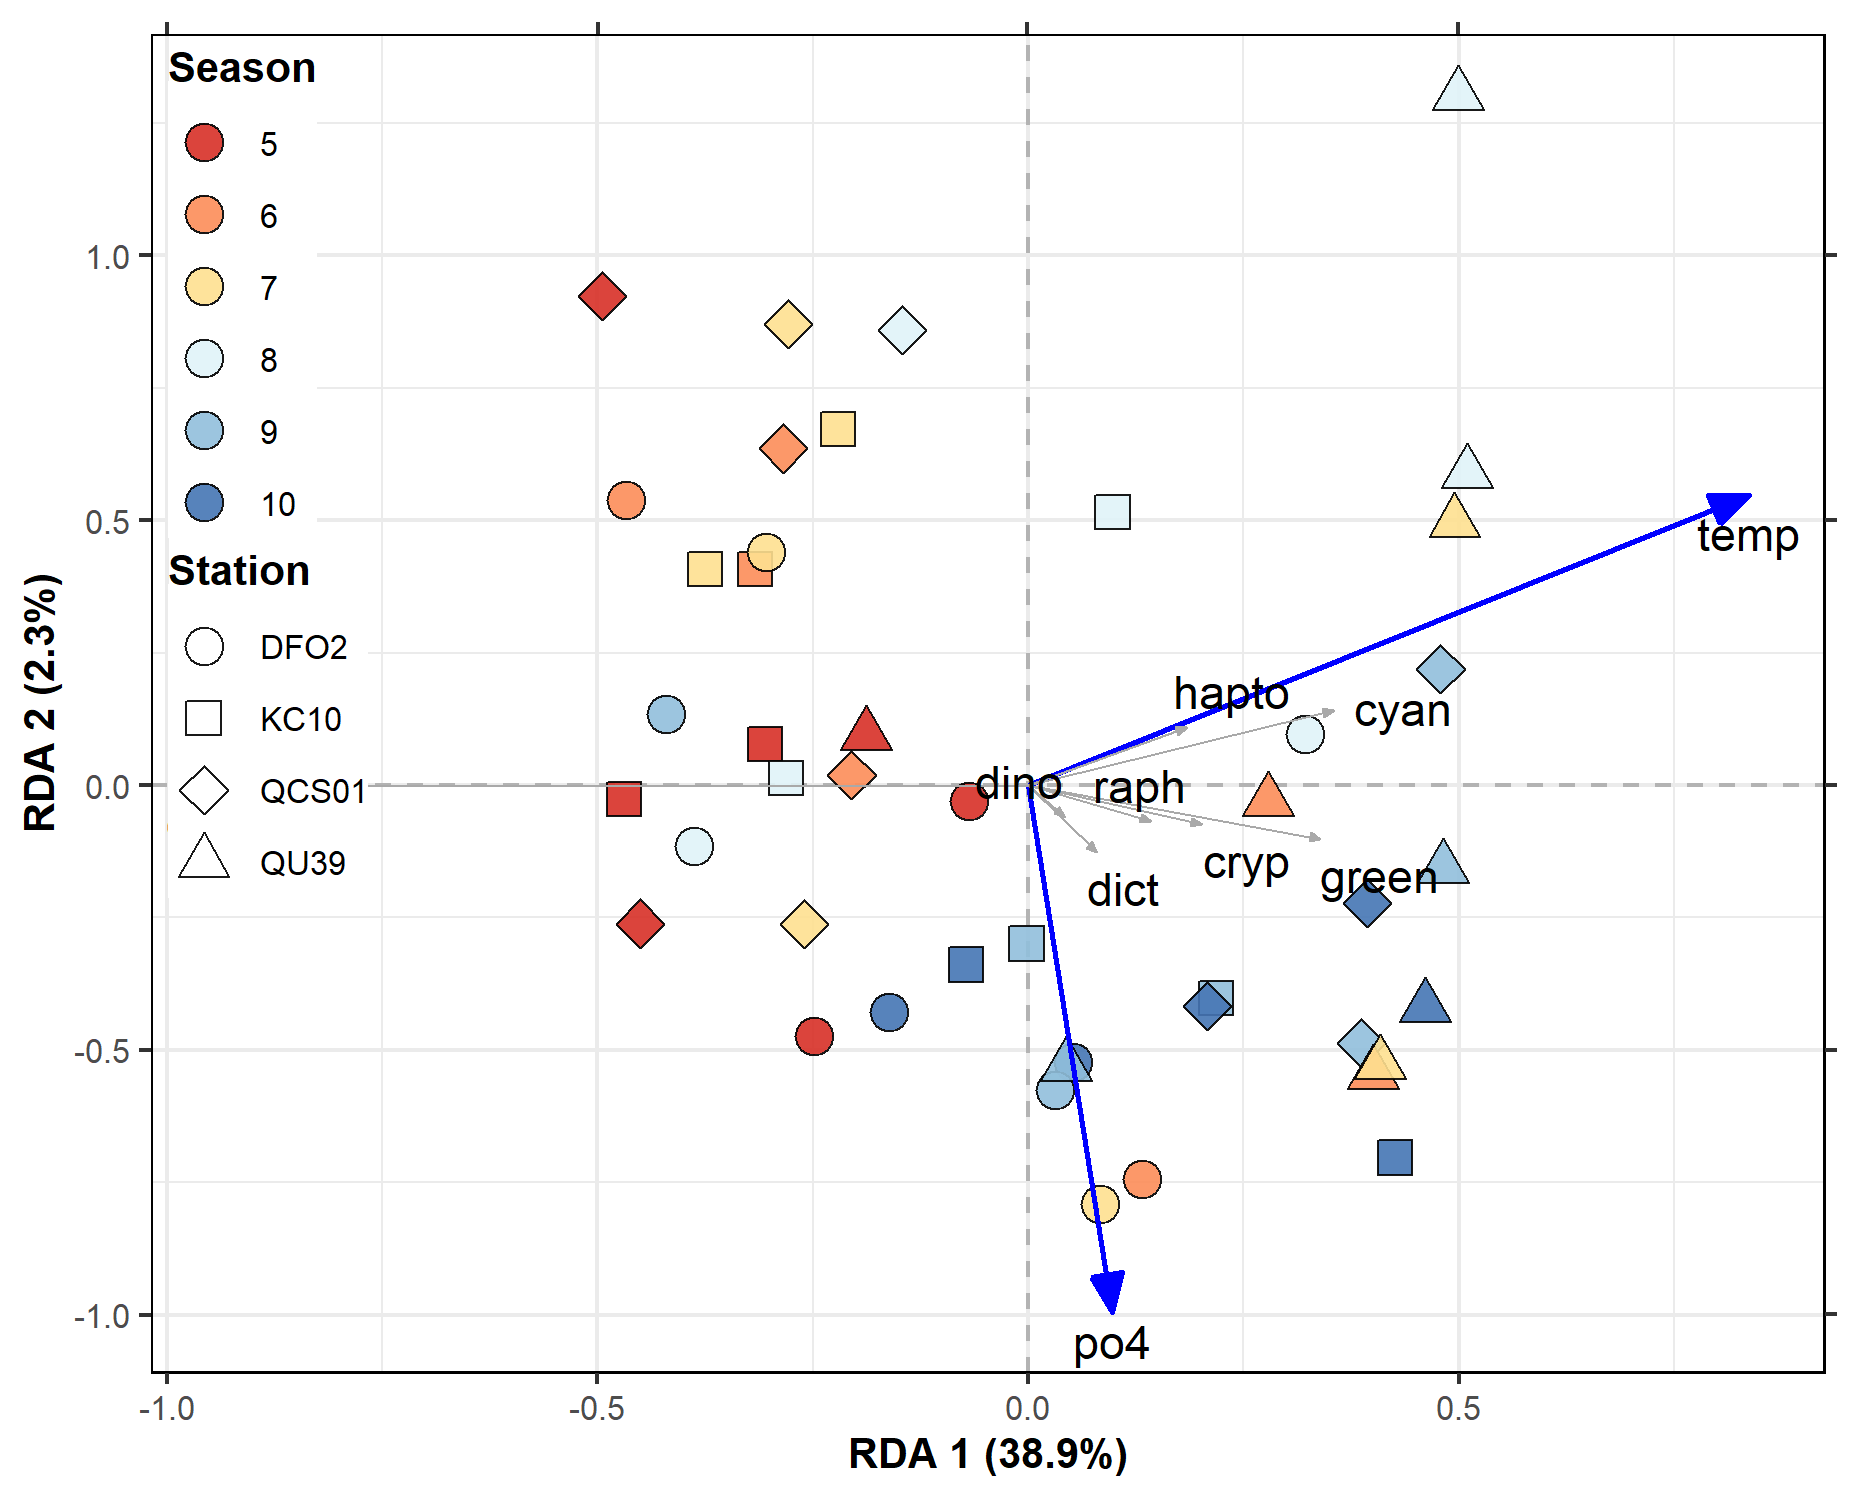 Season
5
6
7
8
9
10
Station
DFO2
KC10
QCS01
QU39
1.0
0.5
0.0
-0.5
-1.0
RDA 2 (2.3%)
temp
hapto
cyan
dino
raph
cryp
green
dict
po4
-1.0
-0.5
0.0
0.5
RDA 1 (38.9%)